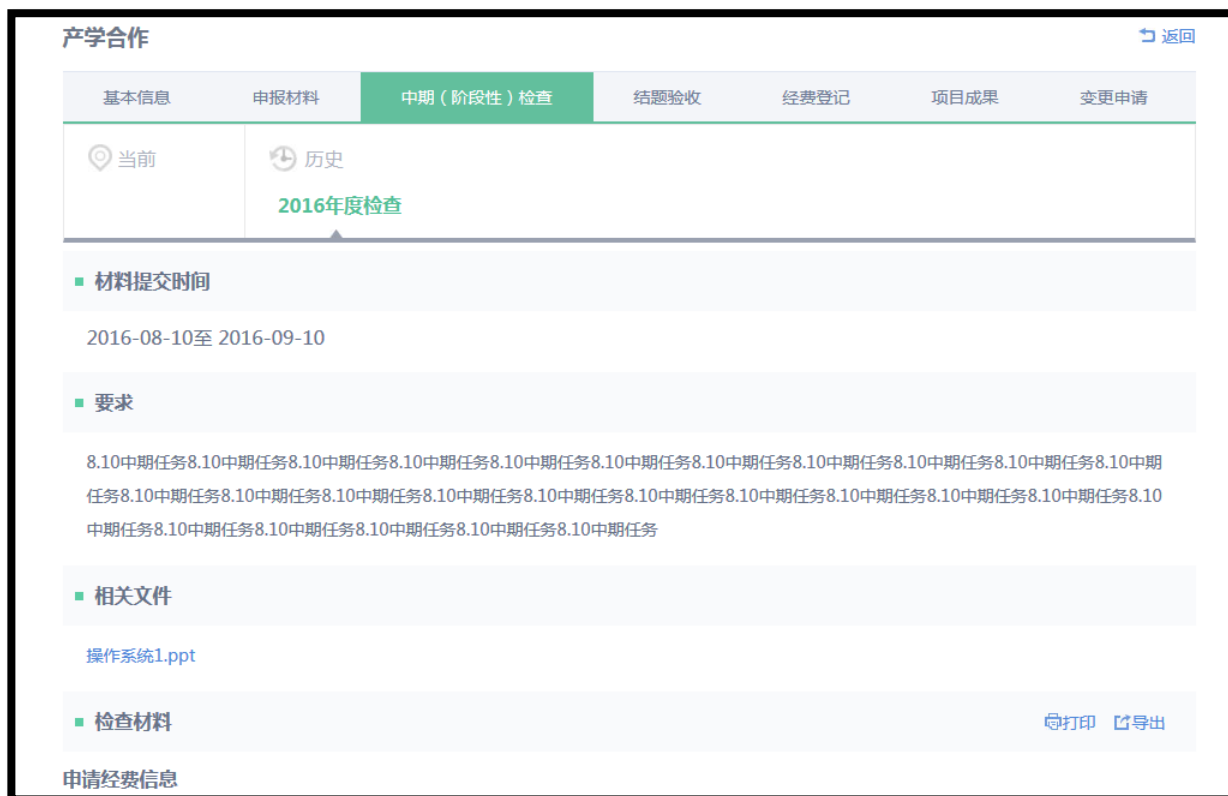 产学合作
返回
基本信息 申报材料 中期（阶段性）检查 结题验收 经费登记 项目成果 变更申请
当前 历史
2016年度检查
材料提交时间
2016-08-10至 2016-09-10
要求
8.10中期任务8.10中期任务8.10中期任务8.10中期任务8.10中期任务8.10中期任务8.10中期任务8.10中期任务8.10中期任务8.10中期任务8.10中期
任务8.10中期任务8.10中期任务8.10中期任务8.10中期任务8.10中期任务8.10中期任务8.10中期任务8.10中期任务8.10中期任务8.10中期任务8.10
中期任务8.10中期任务8.10中期任务8.10中期任务8.10中期任务8.10中期任务
相关文件
操作系统1.ppt
检查材料
打印 导出
申请经费信息